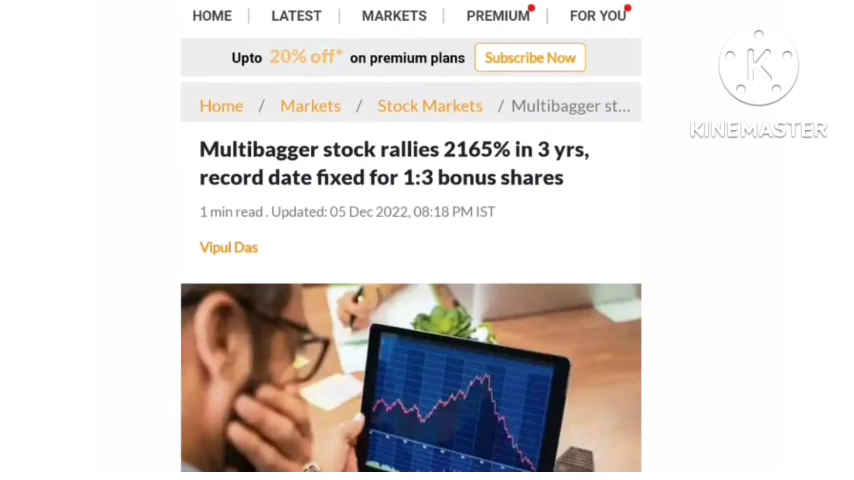 HOME | LATEST | MARKETS | PREMIUM | FOR YOU
Upto 20% off* on premium plans Subscribe Now
Home / Markets / Stock Markets / Multibagger st...
Multibagger stock rallies 2165% in 3 yrs,
record date fixed for 1:3 bonus shares
1 min read . Updated: 05 Dec 2022, 08:18 PM IST
Vipul Das
K
KINEMASTER